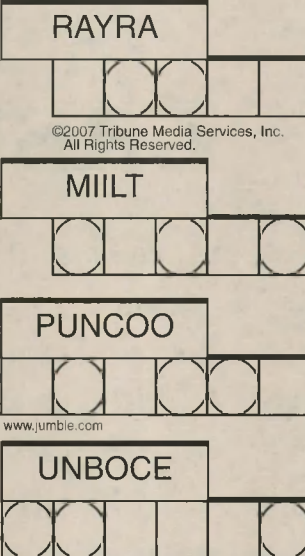 RAYRA
©2007 Tribune Media Services, Inc.
All Rights Reserved.
MIILT
PUNCOO
www.jumble.com
UNBOCE